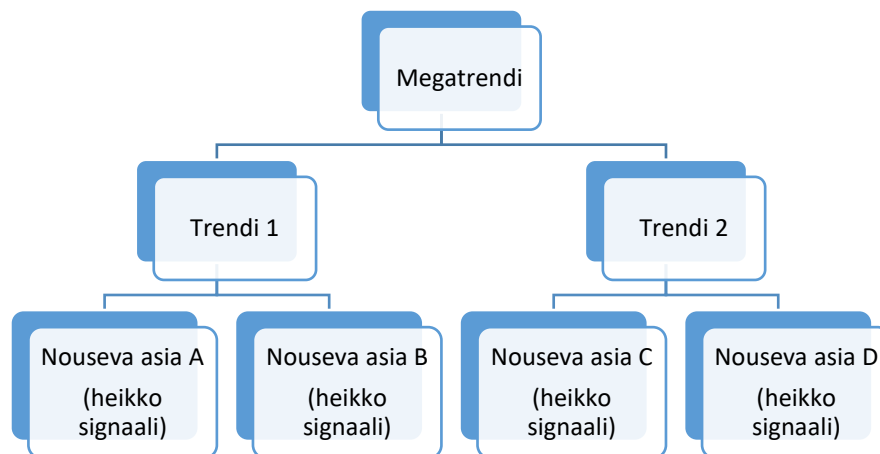 Megatrendi
Trendi 1
Trendi 2
Nouseva asia A
(heikko
signaali)
Nouseva asia B
(heikko
signaali)
Nouseva asia C
(heikko
signaali)
Nouseva asia D
(heikko
signaali)